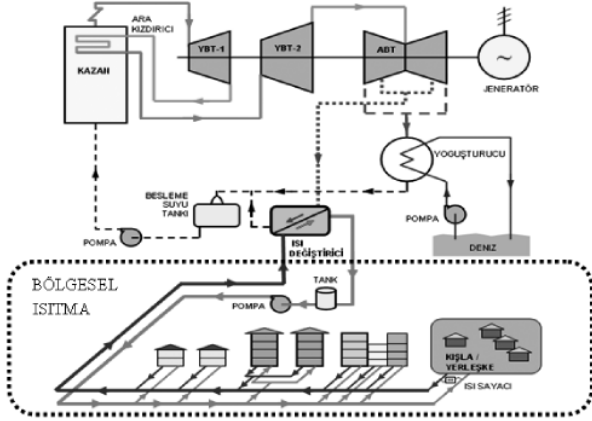 ARA
KIZDIRICI
KAZAN
YBT-1
YBT-2
ABT
JENERATÖR
YOĞUŞTURUCU
BESLEME
SUYU
TANKI
POMPA
ISI
DEĞİŞTİRİCİ
POMPA
DENİZ
BÖLGESEL
ISITMA
TANK
POMPA
KIŞLA /
YERLEŞKE
ISI SAYACI